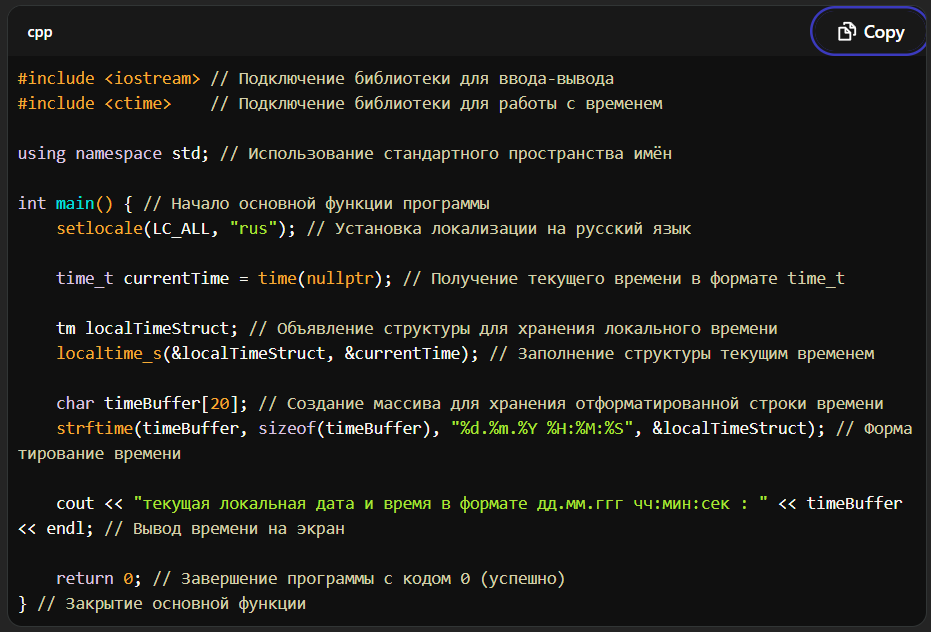 cpp
Copy
#include <iostream> // Подключение библиотеки для ввода-вывода
#include <ctime>    // Подключение библиотеки для работы с временем
using namespace std; // Использование стандартного пространства имён
int main() { // Начало основной функции программы
    setlocale(LC_ALL, "rus"); // Установка локализации на русский язык
    time_t currentTime = time(nullptr); // Получение текущего времени в формате time_t
    tm localTimeStruct; // Объявление структуры для хранения локального времени
    localtime_s(&localTimeStruct, &currentTime); // Заполнение структуры текущим временем
    char timeBuffer[20]; // Создание массива для хранения отформатированной строки времени
    strftime(timeBuffer, sizeof(timeBuffer), "%d.%m.%Y %H:%M:%S", &localTimeStruct); // Форма
тирование времени
    cout << "текущая локальная дата и время в формате дд.мм.ггг чч:мин:сек : " << timeBuffer
<< endl; // Вывод времени на экран
    return 0; // Завершение программы с кодом 0 (успешно)
} // Закрытие основной функции